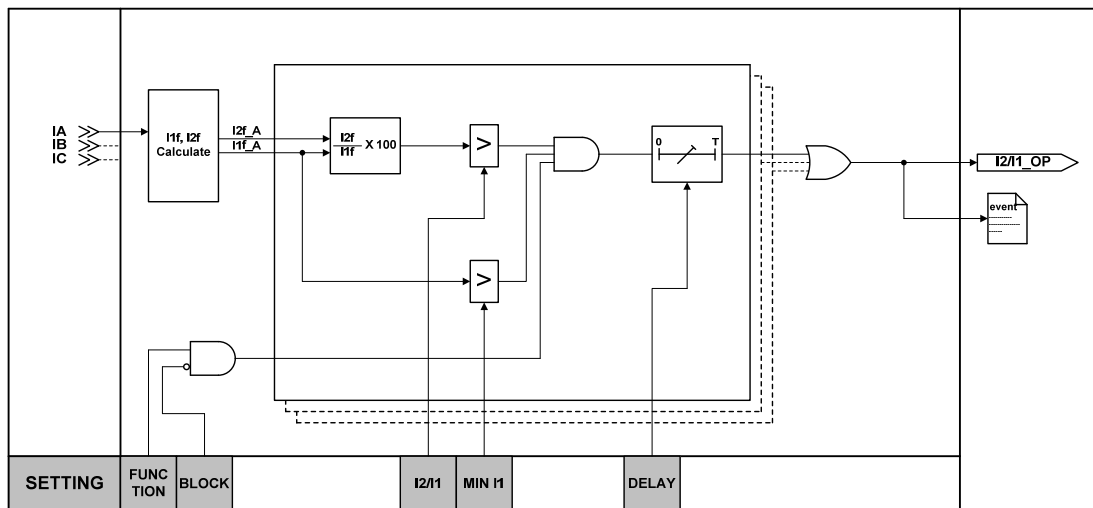 IA
IB
IC
I1f, I2f
Calculate
I2f_A
I1f_A
I2f
I1f
X 100
>
>
0
T
I2/I1_OP
event
SETTING
FUNC
TION
BLOCK
I2/I1
MIN I1
DELAY